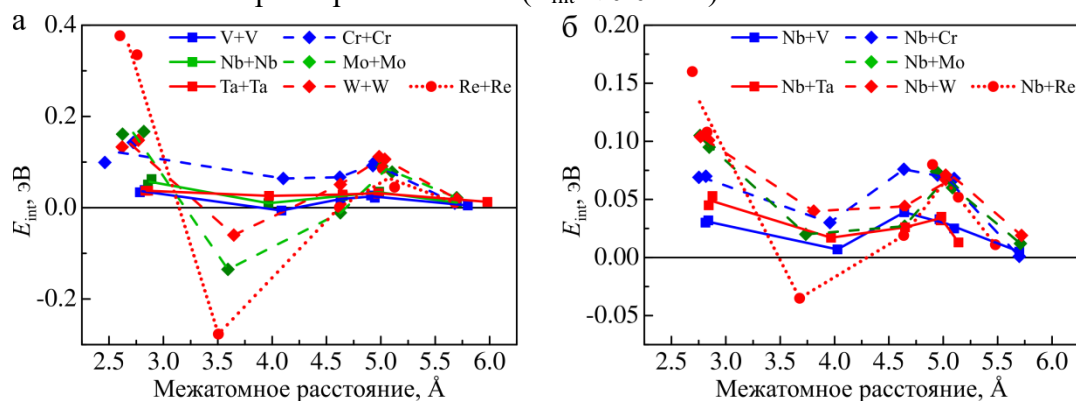 а
0.4
0.2
0.0
-0.2
E_int, эВ
V+V
Cr+Cr
Nb+Nb
Mo+Mo
Ta+Ta
W+W
Re+Re
2.5 3.0 3.5 4.0 4.5 5.0 5.5 6.0
Межатомное расстояние, Å
б
0.20
0.15
0.10
0.05
0.00
-0.05
E_int, эВ
Nb+V
Nb+Cr
Nb+Mo
Nb+Ta
Nb+W
Nb+Re
2.5 3.0 3.5 4.0 4.5 5.0 5.5 6.0
Межатомное расстояние, Å